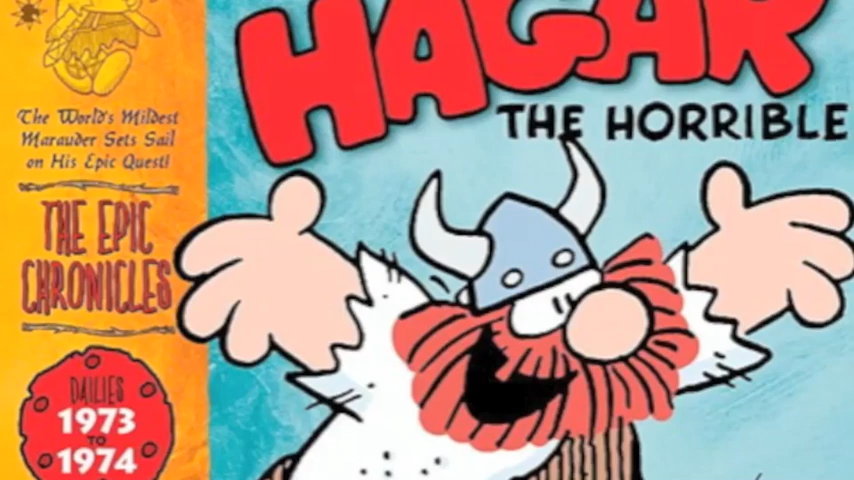 HAGAR
THE HORRIBLE
The World's Mildest
Marauder Sets Sail
on His Epic Quest!
THE EPIC
CHRONICLES
DAILIES
1973
TO
1974